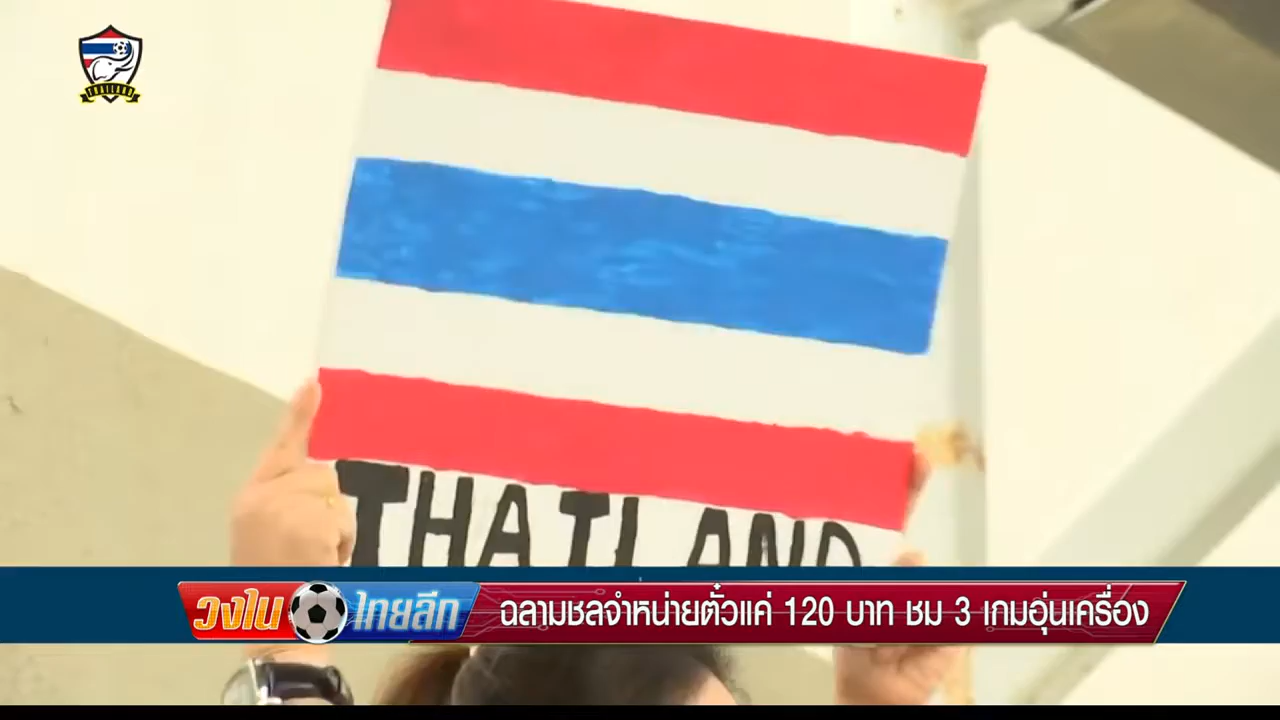 THAILAND
THAILAND
วงใน ไทยลีก
ฉลามชลจำหน่ายตั๋วแค่ 120 บาท ชม 3 เกมอุ่นเครื่อง